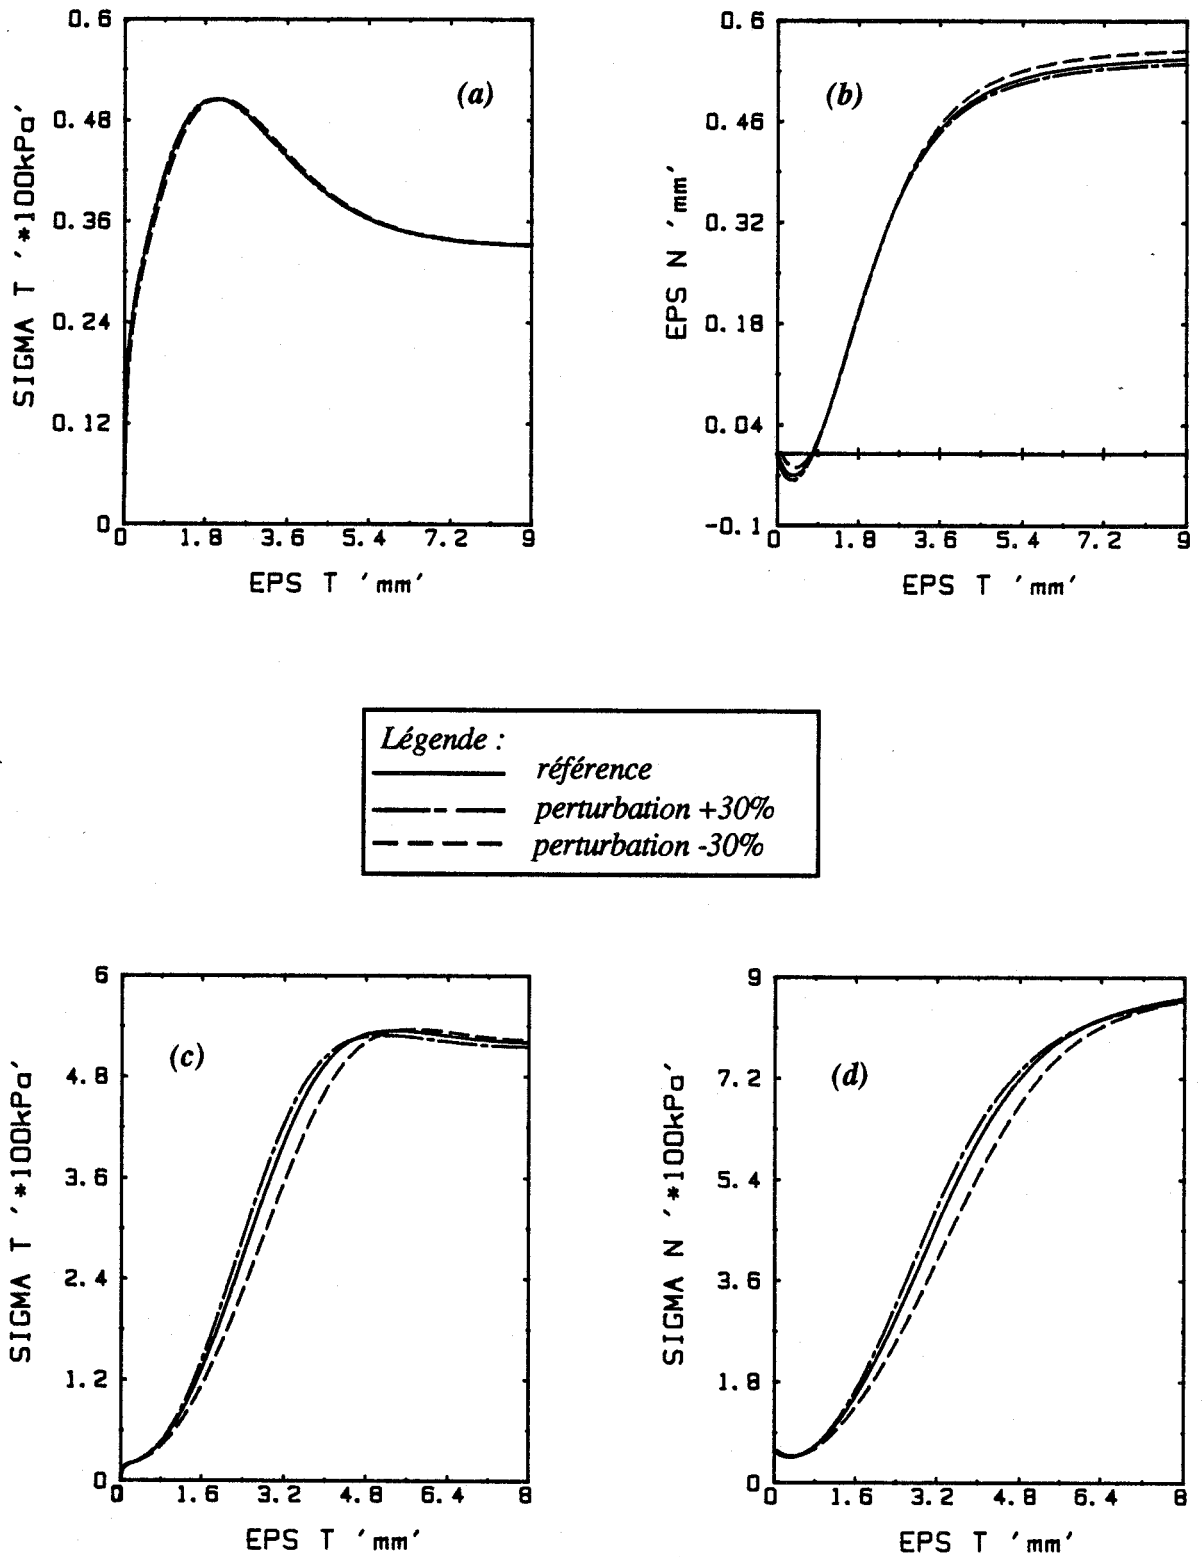 0.6
0.48
0.36
0.24
0.12
0
SIGMA T '*100kPa'
(a)
0 1.8 3.6 5.4 7.2 9
EPS T 'mm'
0.6
0.46
0.32
0.18
0.04
-0.1
EPS N 'mm'
(b)
0 1.8 3.6 5.4 7.2 9
EPS T 'mm'
Légende :
référence
perturbation +30%
perturbation -30%
6
4.8
3.6
2.4
1.2
0
SIGMA T '*100kPa'
(c)
0 1.6 3.2 4.8 6.4 8
EPS T 'mm'
9
7.2
5.4
3.6
1.8
0
SIGMA N '*100kPa'
(d)
0 1.6 3.2 4.8 6.4 8
EPS T 'mm'